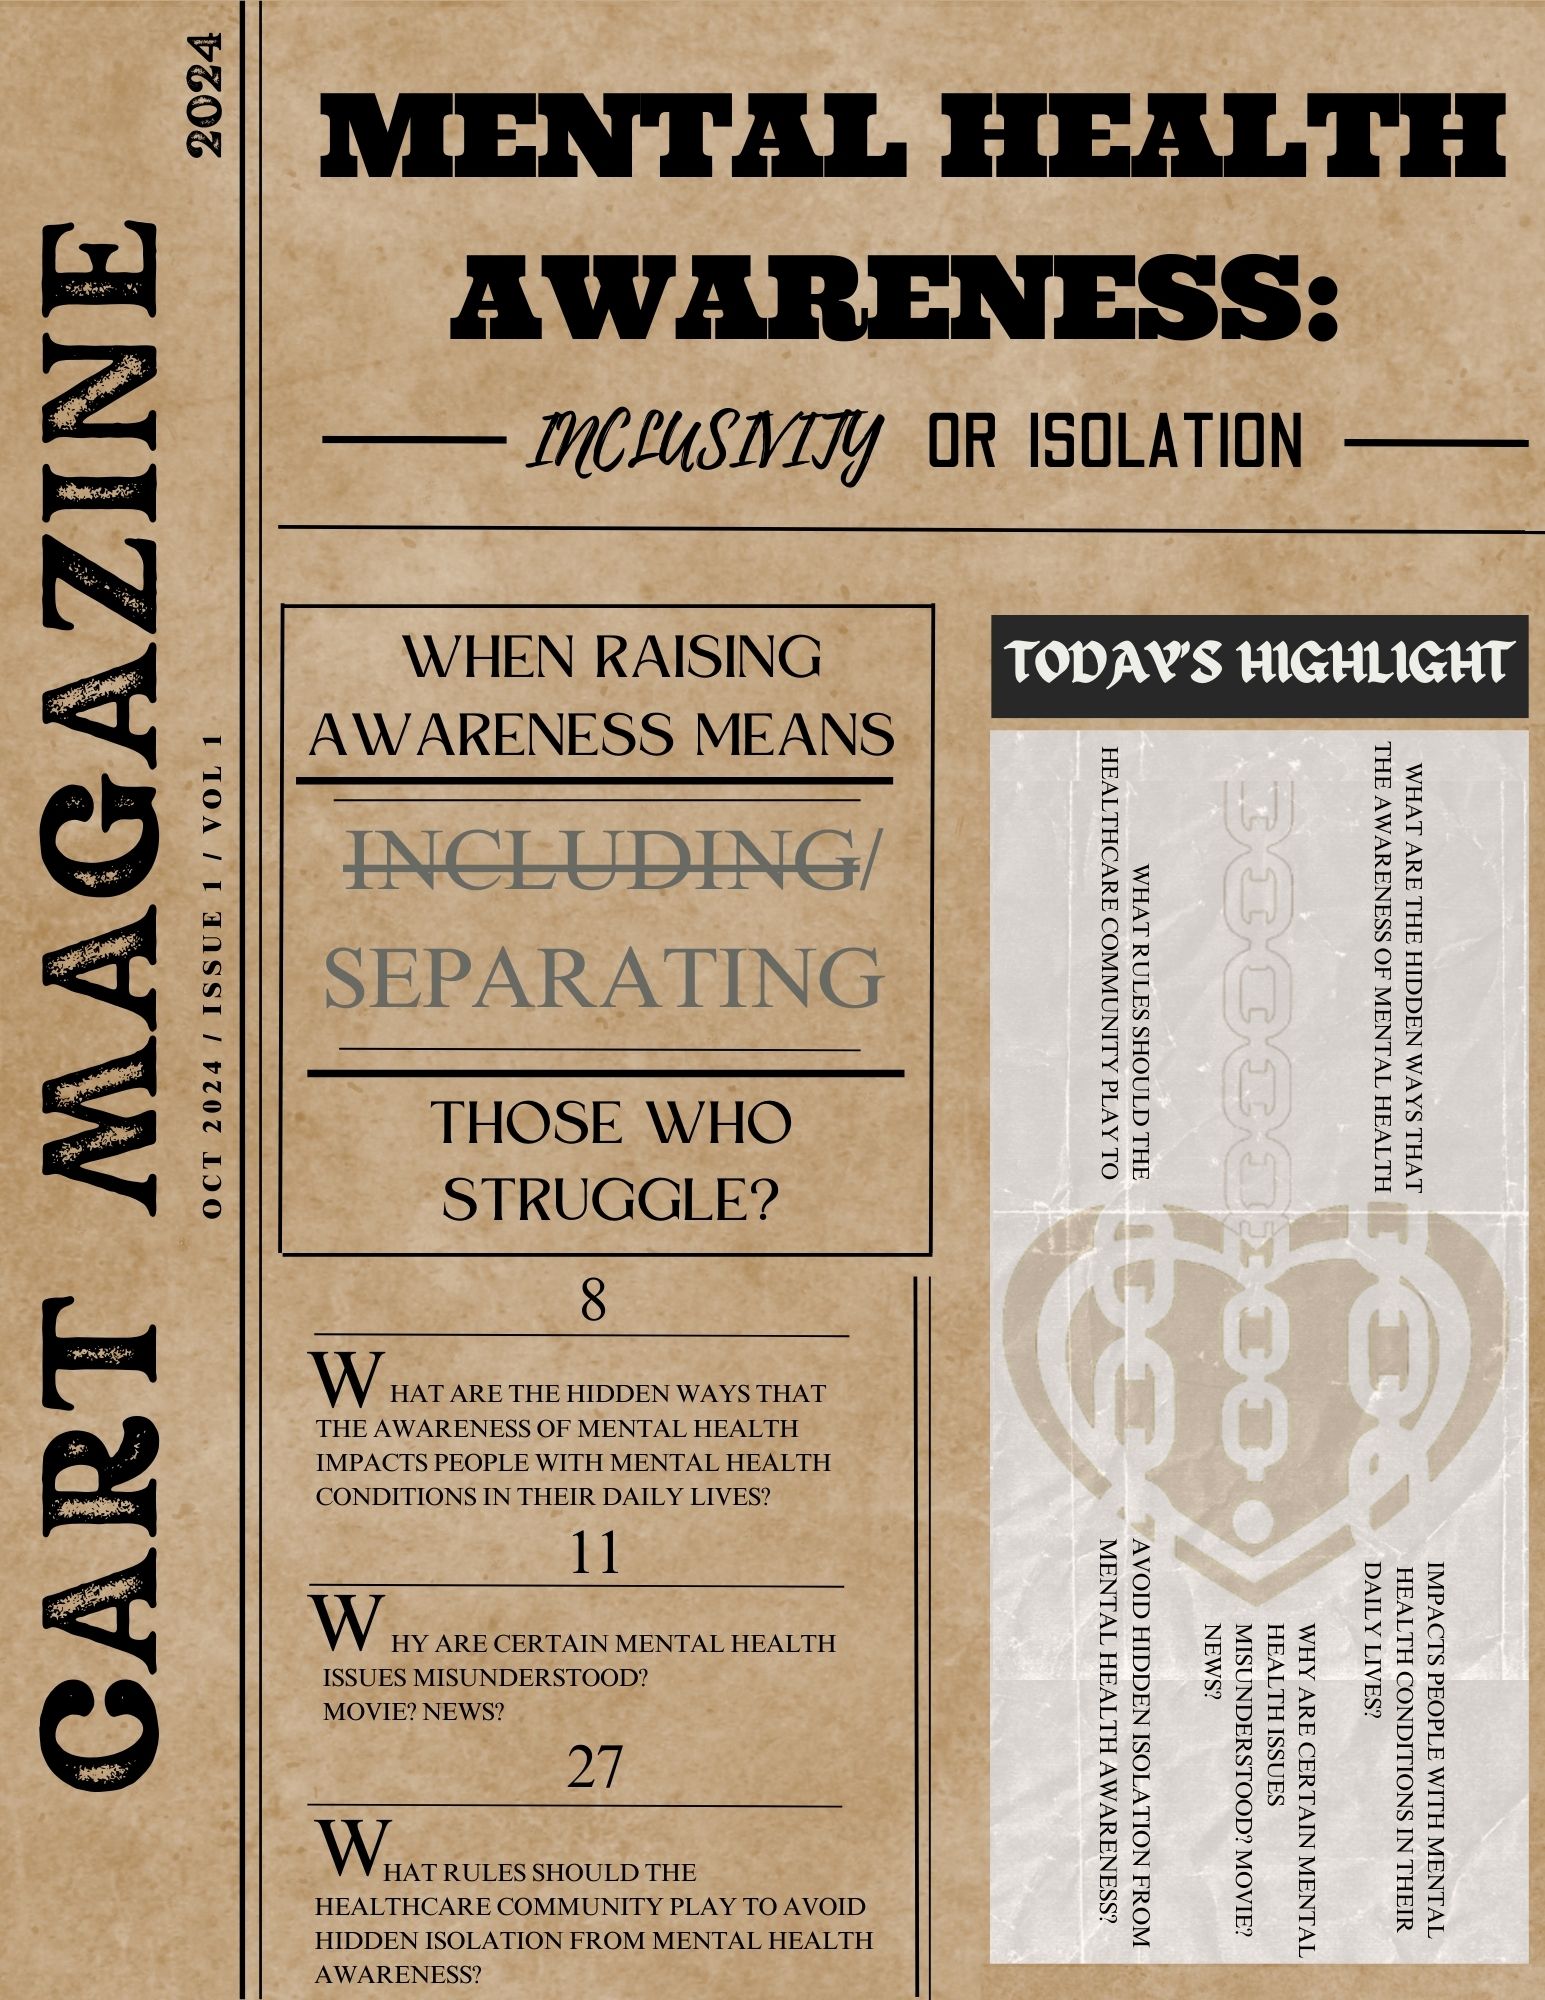 2024
CART MAGAZINE
OCT 2024 / ISSUE 1 / VOL 1
MENTAL HEALTH
AWARENESS:
INCLUSIVITY OR ISOLATION
WHEN RAISING
AWARENESS MEANS
INCLUDING/
SEPARATING
THOSE WHO
STRUGGLE?
8
WHAT ARE THE HIDDEN WAYS THAT
THE AWARENESS OF MENTAL HEALTH
IMPACTS PEOPLE WITH MENTAL HEALTH
CONDITIONS IN THEIR DAILY LIVES?
11
WHY ARE CERTAIN MENTAL HEALTH
ISSUES MISUNDERSTOOD?
MOVIE? NEWS?
27
WHAT RULES SHOULD THE
HEALTHCARE COMMUNITY PLAY TO AVOID
HIDDEN ISOLATION FROM MENTAL HEALTH
AWARENESS?
TODAY'S HIGHLIGHT
WHAT ARE THE HIDDEN WAYS THAT
THE AWARENESS OF MENTAL HEALTH
IMPACTS PEOPLE WITH MENTAL
HEALTH CONDITIONS IN THEIR
DAILY LIVES?
WHY ARE CERTAIN MENTAL
HEALTH ISSUES
MISUNDERSTOOD? MOVIE?
NEWS?
WHAT RULES SHOULD THE
HEALTHCARE COMMUNITY PLAY TO
AVOID HIDDEN ISOLATION FROM
MENTAL HEALTH AWARENESS?